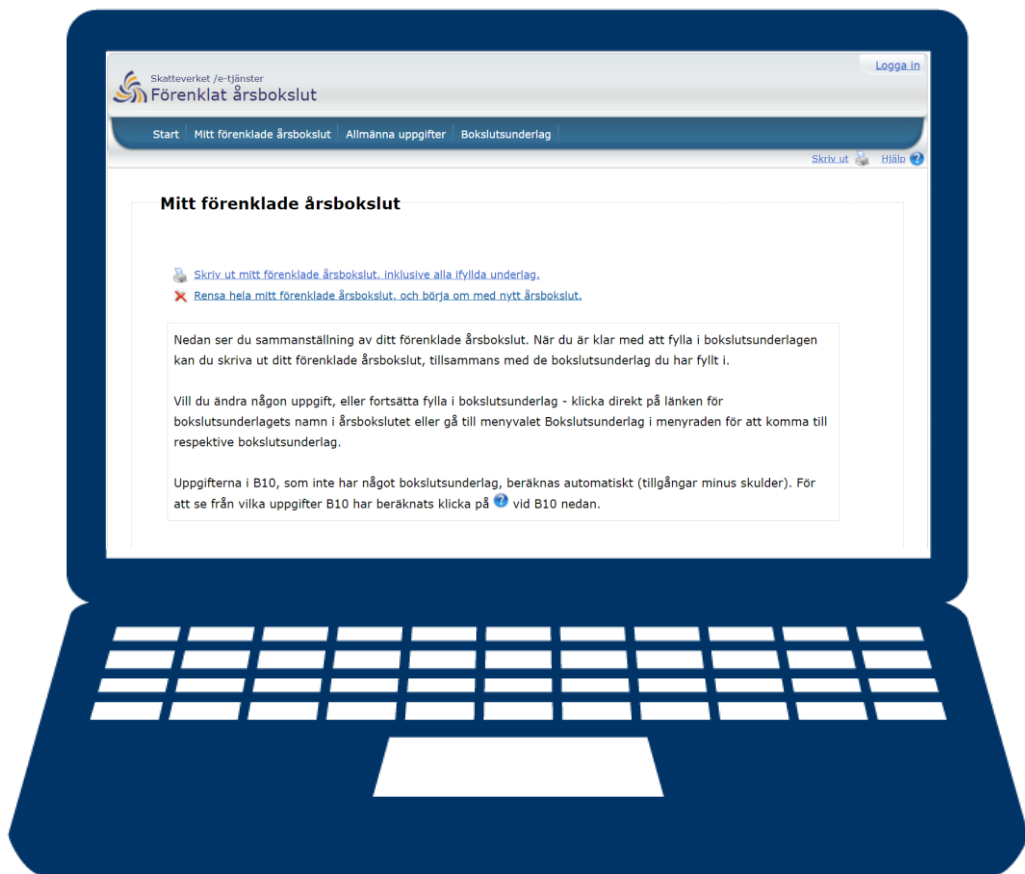 Logga in
Skatteverket /e-tjänster
Förenklat årsbokslut
Start Mitt förenklade årsbokslut Allmänna uppgifter Bokslutsunderlag
Skriv ut Hjälp ?
Mitt förenklade årsbokslut
Skriv ut mitt förenklade årsbokslut, inklusive alla ifyllda underlag.
Rensa hela mitt förenklade årsbokslut, och börja om med nytt årsbokslut.
Nedan ser du sammanställning av ditt förenklade årsbokslut. När du är klar med att fylla i bokslutsunderlagen
kan du skriva ut ditt förenklade årsbokslut, tillsammans med de bokslutsunderlag du har fyllt i.
Vill du ändra någon uppgift, eller fortsätta fylla i bokslutsunderlag - klicka direkt på länken för
bokslutsunderlagets namn i årsbokslutet eller gå till menyvalet Bokslutsunderlag i menyraden för att komma till
respektive bokslutsunderlag.
Uppgifterna i B10, som inte har något bokslutsunderlag, beräknas automatiskt (tillgångar minus skulder). För
att se från vilka uppgifter B10 har beräknats klicka på ? vid B10 nedan.